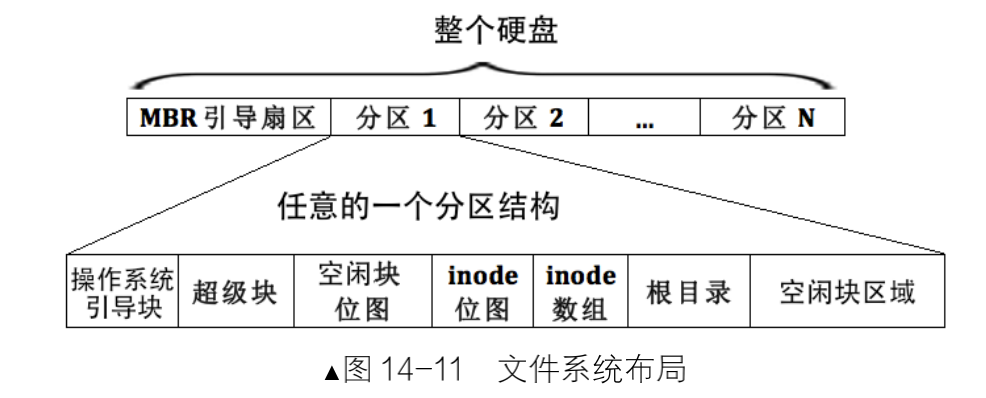 整个硬盘
MBR引导扇区 分区 1 分区 2 ... 分区 N
任意的一个分区结构
操作系统
引导块
超级块
空闲块
位图
inode
位图
inode
数组
根目录
空闲块区域
▲图 14-11 文件系统布局